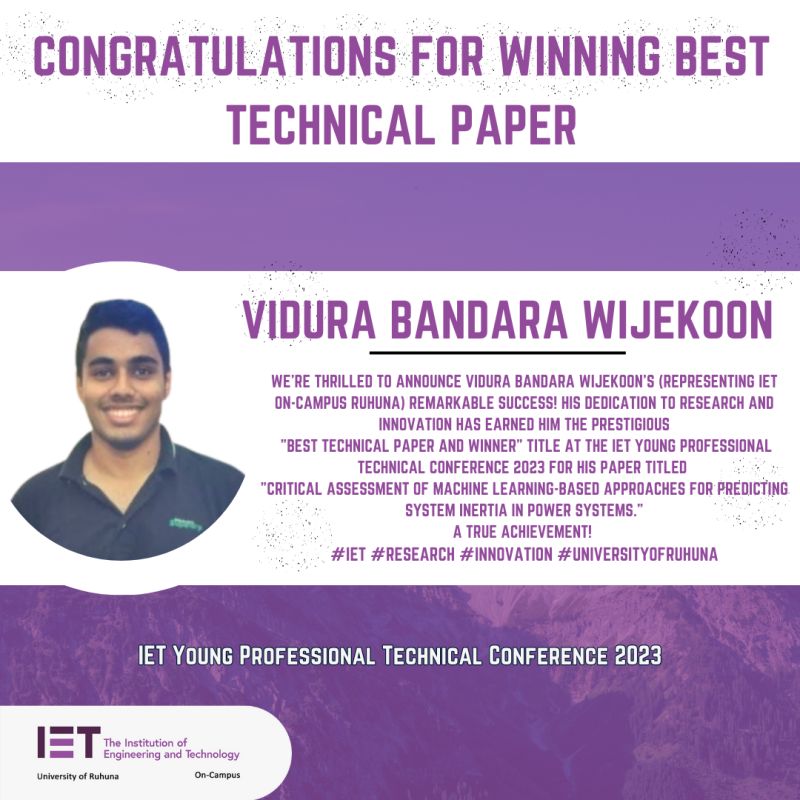 CONGRATULATIONS FOR WINNING BEST
TECHNICAL PAPER
VIDURA BANDARA WIJEKOON
WE'RE THRILLED TO ANNOUNCE VIDURA BANDARA WIJEKOON'S (REPRESENTING IET
ON-CAMPUS RUHUNA) REMARKABLE SUCCESS! HIS DEDICATION TO RESEARCH AND
INNOVATION HAS EARNED HIM THE PRESTIGIOUS
"BEST TECHNICAL PAPER AND WINNER" TITLE AT THE IET YOUNG PROFESSIONAL
TECHNICAL CONFERENCE 2023 FOR HIS PAPER TITLED
"CRITICAL ASSESSMENT OF MACHINE LEARNING-BASED APPROACHES FOR PREDICTING
SYSTEM INERTIA IN POWER SYSTEMS."
A TRUE ACHIEVEMENT!
#IET #RESEARCH #INNOVATION #UNIVERSITYOFRUHUNA
IET YOUNG PROFESSIONAL TECHNICAL CONFERENCE 2023
IET The Institution of
Engineering and Technology
University of Ruhuna On-Campus